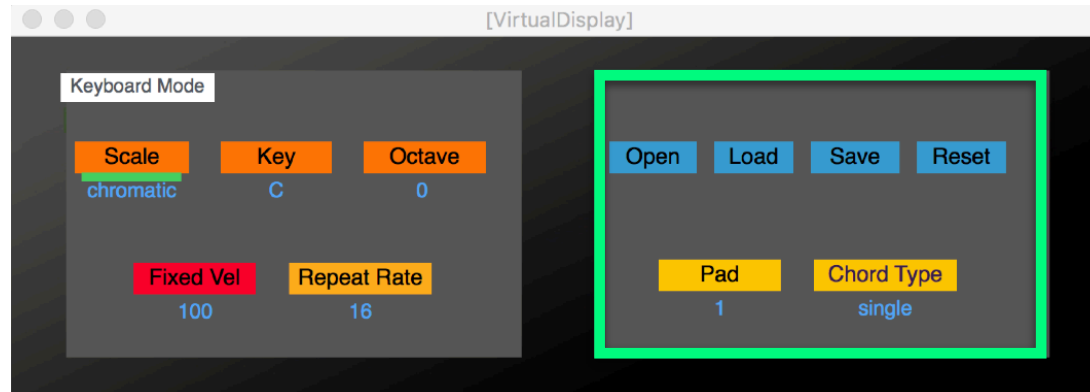 [VirtualDisplay]
Keyboard Mode
Scale Key Octave
chromatic C 0
Fixed Vel Repeat Rate
100 16
Open Load Save Reset
Pad Chord Type
1 single